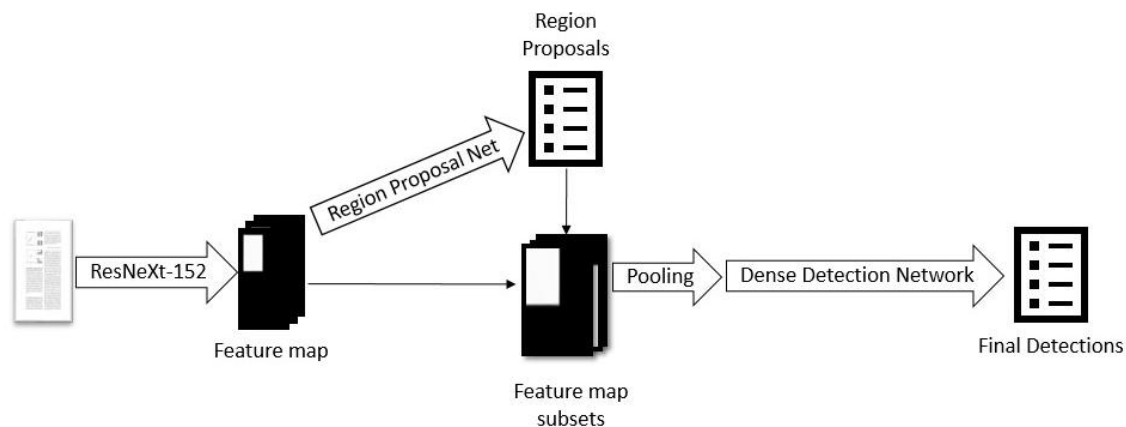 Region
Proposals
Region Proposal Net
ResNeXt-152
Feature map
Pooling
Dense Detection Network
Feature map
subsets
Final Detections